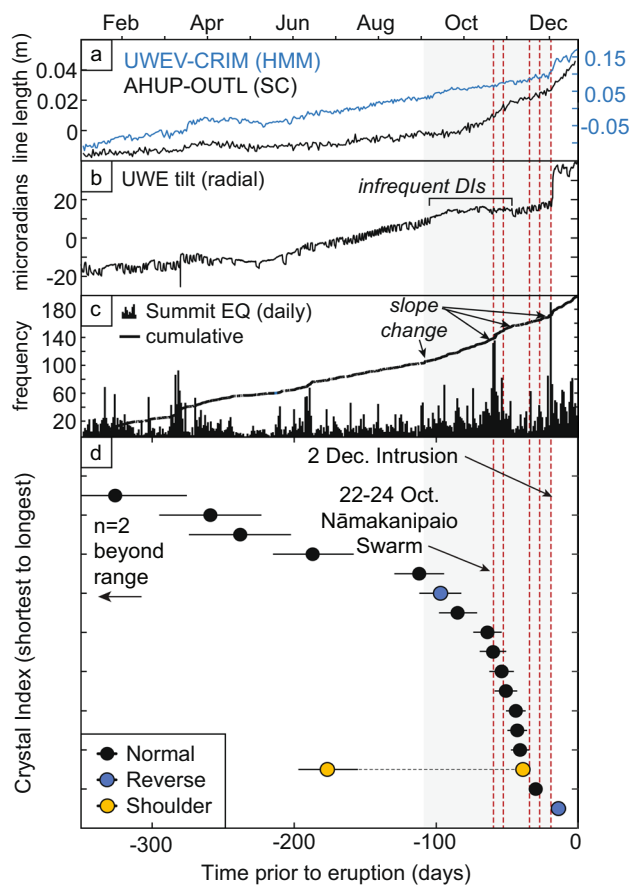 Feb Apr Jun Aug Oct Dec
a
UWEV-CRIM (HMM)
AHUP-OUTL (SC)
line length (m)
0.04
0.02
0
0.15
0.05
-0.05
b
UWE tilt (radial)
infrequent DIs
microradians
20
0
-20
c
Summit EQ (daily)
cumulative
slope
change
frequency
180
140
100
60
20
d
2 Dec. Intrusion
22-24 Oct.
Nāmakanipaio
Swarm
n=2
beyond
range
Crystal Index (shortest to longest)
Normal
Reverse
Shoulder
-300 -200 -100 0
Time prior to eruption (days)